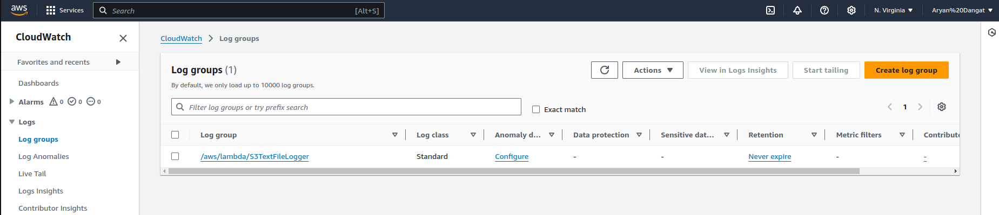 aws Services Search [Alt+S] N. Virginia Aryan%20Dangat
CloudWatch
Favorites and recents
Dashboards
Alarms 0 0 0
Logs
Log groups
Log Anomalies
Live Tail
Logs Insights
Contributor Insights
CloudWatch Log groups
Log groups (1) Actions View in Logs Insights Start tailing Create log group
By default, we only load up to 10000 log groups.
Filter log groups or try prefix search Exact match 1
Log group Log class Anomaly d... Data protection Sensitive dat... Retention Metric filters Contribute
/aws/lambda/S3TextFileLogger Standard Configure - - Never expire - -